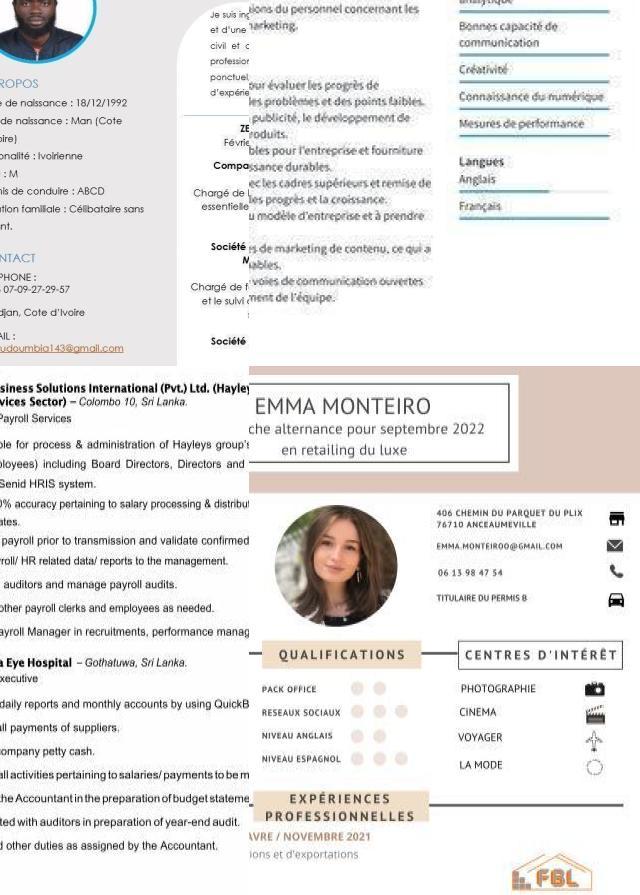 ROPOS
e de naissance : 18/12/1992
de naissance : Man (Cote
oire)
onalité : Ivoirienne
: M
nis de conduire : ABCD
ation familiale : Célibataire sans
nt.
NTACT
PHONE :
07-09-27-29-57
djan, Cote d'Ivoire
AIL :
udoumbia143@gmail.com
Je suis ing
et d'une
civil et c
profession
ponctuel
d'expérie
ZE
Févrie
Compa
Chargé de l
essentielle
Société
M
Chargé de f
et le suivi
Société
ions du personnel concernant les
marketing.
our évaluer les progrès de
les problèmes et des points faibles.
publicité, le développement de
roduits.
bles pour l'entreprise et fourniture
ssance durables.
ec les cadres supérieurs et remise de
les progrès et la croissance.
u modèle d'entreprise et à prendre
es de marketing de contenu, ce qui a
ables.
voies de communication ouvertes
ment de l'équipe.
analytique
Bonnes capacité de
communication
Créativité
Connaissance du numérique
Mesures de performance
Langues
Anglais
Français
siness Solutions International (Pvt.) Ltd. (Hayley
vices Sector) – Colombo 10, Sri Lanka.
Payroll Services
ble for process & administration of Hayleys group's
ployees) including Board Directors, Directors and
Senid HRIS system.
0% accuracy pertaining to salary processing & distribut
ates.
payroll prior to transmission and validate confirmed
yroll/ HR related data/ reports to the management.
auditors and manage payroll audits.
other payroll clerks and employees as needed.
ayroll Manager in recruitments, performance manag
a Eye Hospital – Gothatuwa, Sri Lanka.
xecutive
daily reports and monthly accounts by using QuickB
all payments of suppliers.
ompany petty cash.
all activities pertaining to salaries/ payments to be m
the Accountant in the preparation of budget stateme
ted with auditors in preparation of year-end audit.
d other duties as assigned by the Accountant.
EMMA MONTEIRO
che alternance pour septembre 2022
en retailing du luxe
406 CHEMIN DU PARQUET DU PLIX
76710 ANCEAUMEVILLE
EMMA.MONTEIROO@GMAIL.COM
06 13 98 47 54
TITULAIRE DU PERMIS B
QUALIFICATIONS
PACK OFFICE
RESEAUX SOCIAUX
NIVEAU ANGLAIS
NIVEAU ESPAGNOL
CENTRES D'INTÉRÊT
PHOTOGRAPHIE
CINEMA
VOYAGER
LA MODE
EXPÉRIENCES
PROFESSIONNELLES
AVRE / NOVEMBRE 2021
ions et d'exportations
FBL